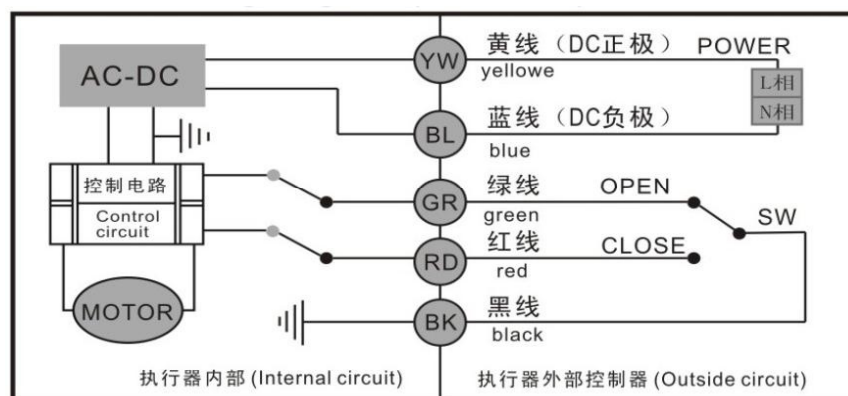 AC-DC
YW
黄线（DC正极） POWER
yellowe
L相
N相
BL
蓝线（DC负极）
blue
控制电路
Control
circuit
GR
绿线 OPEN
green
SW
RD
红线 CLOSE
red
MOTOR
BK
黑线
black
执行器内部 (Internal circuit)
执行器外部控制器 (Outside circuit)